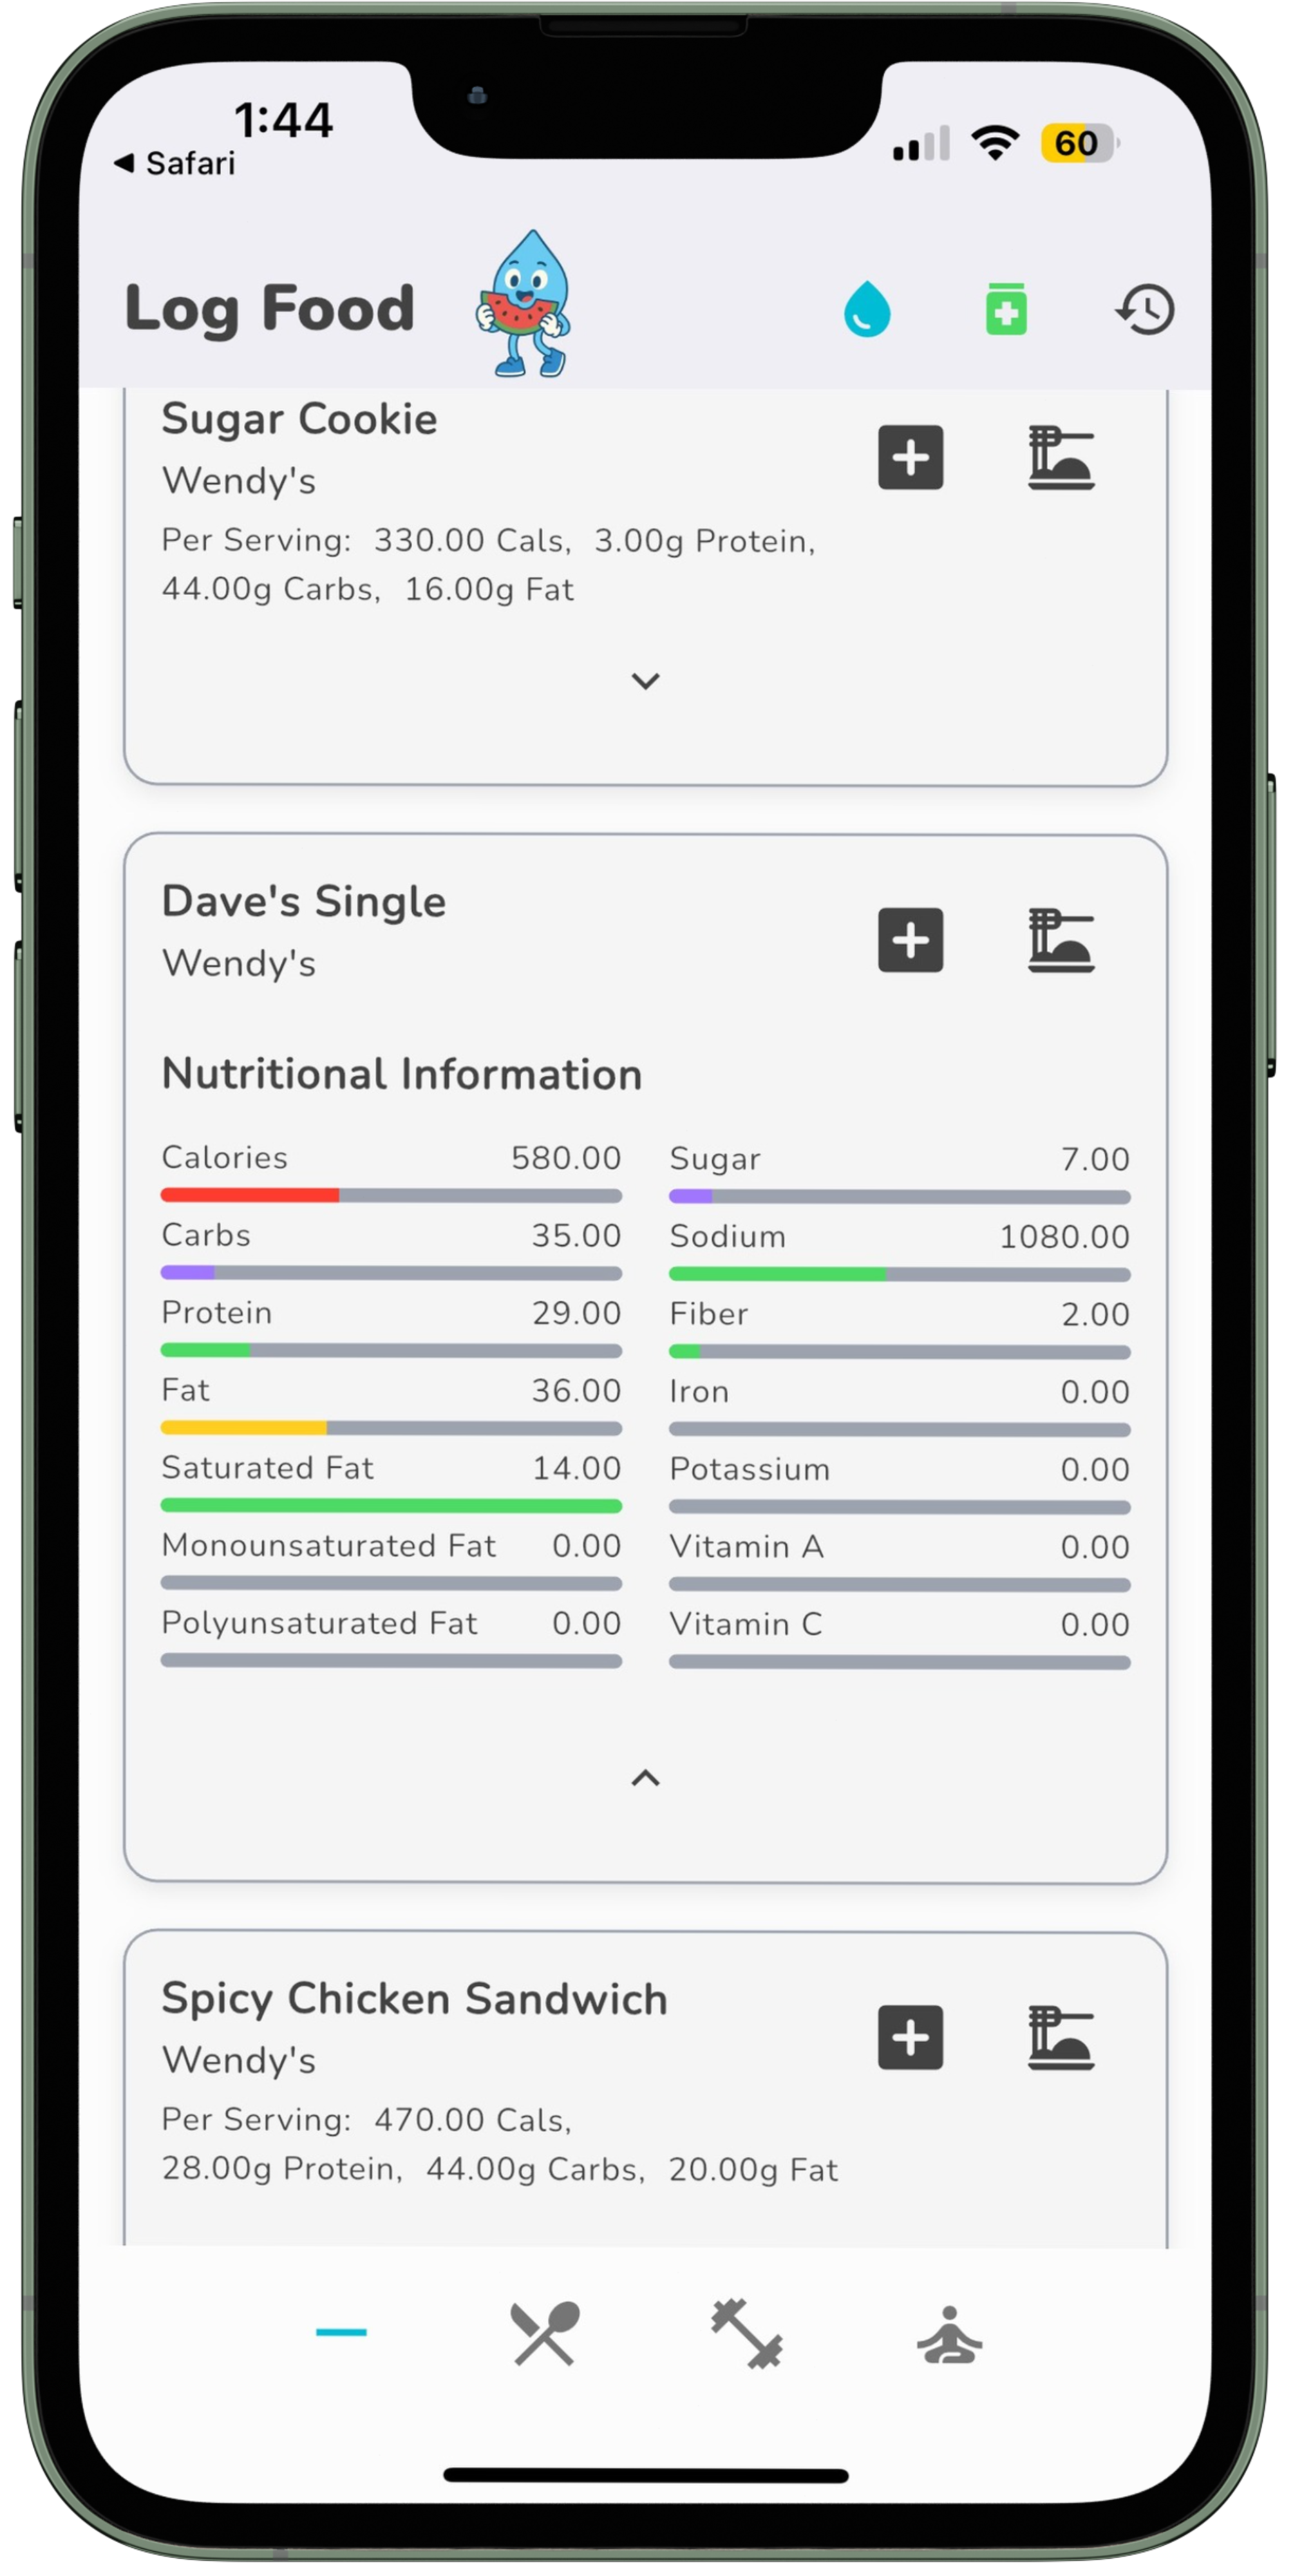 1:44
Safari
60
Log Food
Sugar Cookie
Wendy's
Per Serving: 330.00 Cals, 3.00g Protein,
44.00g Carbs, 16.00g Fat
Dave's Single
Wendy's
Nutritional Information
Calories 580.00
Sugar 7.00
Carbs 35.00
Sodium 1080.00
Protein 29.00
Fiber 2.00
Fat 36.00
Iron 0.00
Saturated Fat 14.00
Potassium 0.00
Monounsaturated Fat 0.00
Vitamin A 0.00
Polyunsaturated Fat 0.00
Vitamin C 0.00
Spicy Chicken Sandwich
Wendy's
Per Serving: 470.00 Cals,
28.00g Protein, 44.00g Carbs, 20.00g Fat